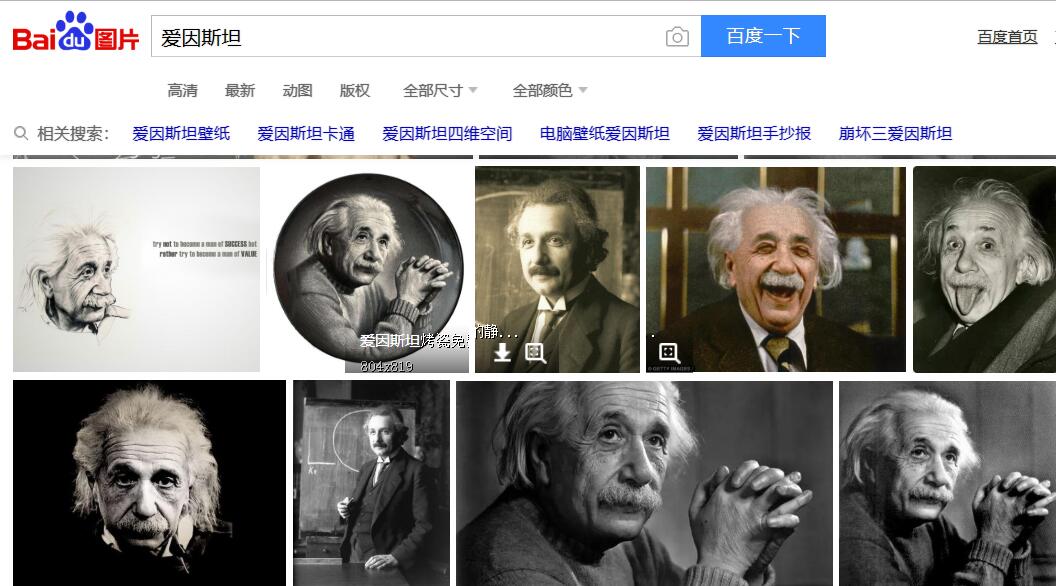 Bai du 图片
爱因斯坦
百度一下
百度首页
高清 最新 动图 版权 全部尺寸 全部颜色
相关搜索: 爱因斯坦壁纸 爱因斯坦卡通 爱因斯坦四维空间 电脑壁纸爱因斯坦 爱因斯坦手抄报 崩坏三爱因斯坦
try not to become a man of SUCCESS but
rather try to become a man of VALUE
爱因斯坦烤瓷免
的静...
804x819
© GETTY IMAGES